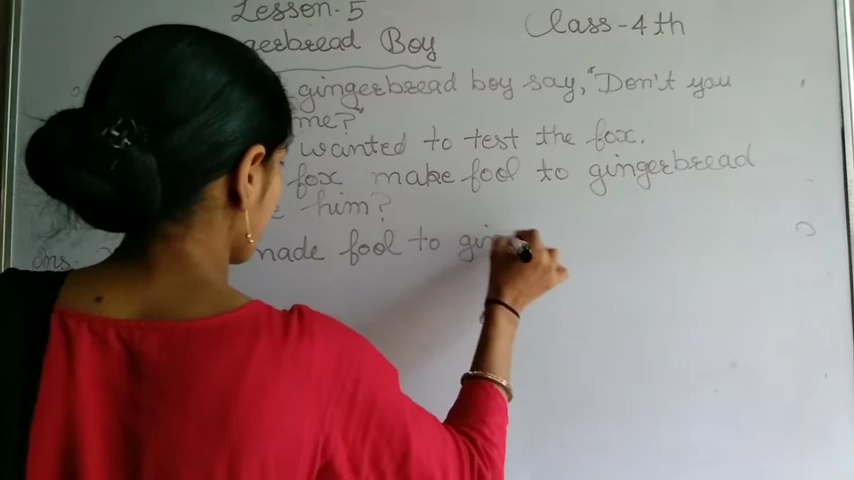 Lesson. 5
Class-4th
gerbread Boy
gingerbread boy say, "Don't you
me?"
wanted to test the fox.
fox make fool to gingerbread
him?
Ans.
made fool to gin